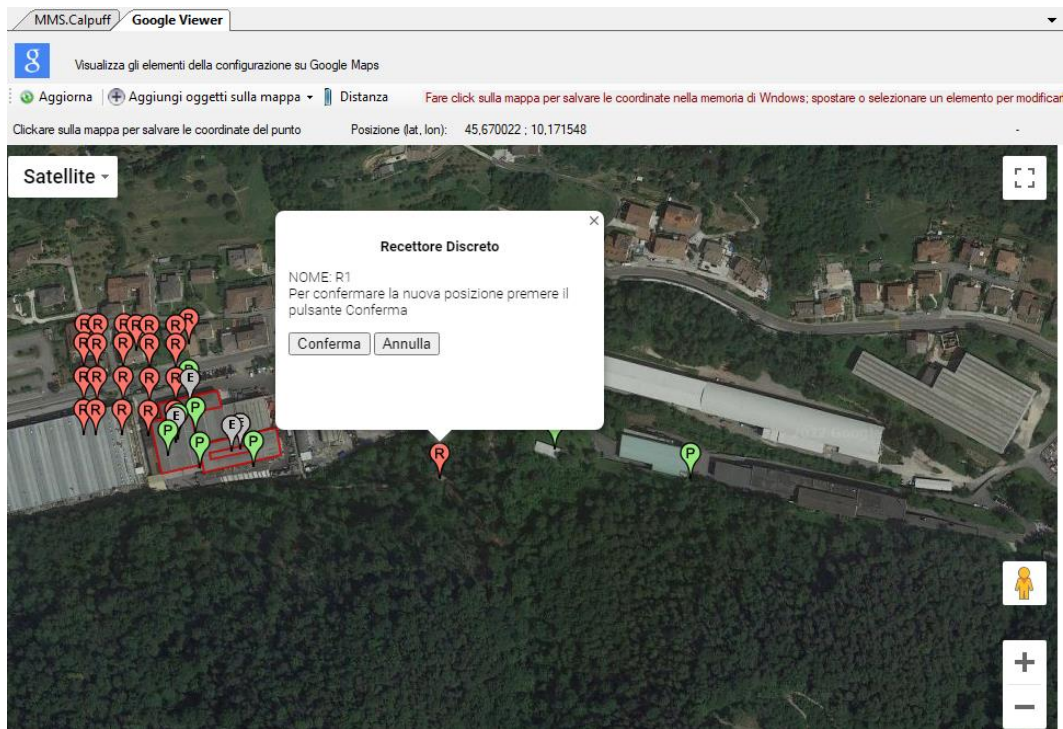 MMS.Calpuff Google Viewer
g Visualizza gli elementi della configurazione su Google Maps
Aggiorna Aggiungi oggetti sulla mappa Distanza Fare click sulla mappa per salvare le coordinate nella memoria di Wndows; spostare o selezionare un elemento per modificar
Clickare sulla mappa per salvare le coordinate del punto Posizione (lat, lon): 45,670022 ; 10,171548 -
Satellite
Recettore Discreto
NOME: R1
Per confermare la nuova posizione premere il
pulsante Conferma
Conferma Annulla
R R R R R R R
R R R R R
R R R R R E
R R R R R E P
P P E P
R P